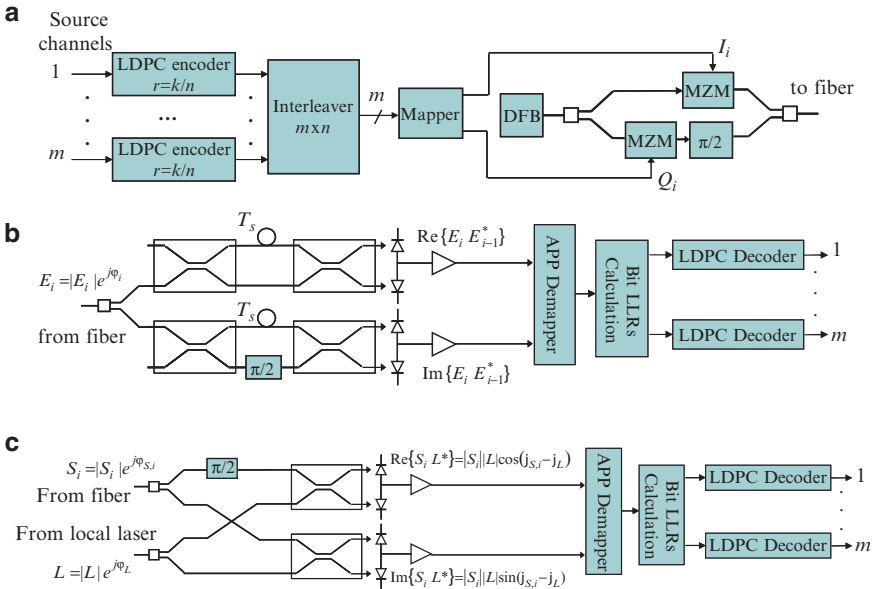 a
Source
channels
1
LDPC encoder
r=k/n
...
m
LDPC encoder
r=k/n
Interleaver
mxn
m
Mapper
DFB
I_i
MZM
MZM
π/2
Q_i
to fiber
b
E_i =|E_i |e^{jφ_i}
from fiber
T_s
T_s
π/2
Re{E_i E^*_{i−1}}
Im{E_i E^*_{i−1}}
APP Demapper
Bit LLRs
Calculation
LDPC Decoder
1
LDPC Decoder
m
c
S_i =|S_i |e^{jφ_{S,i}}
From fiber
From local laser
L =|L| e^{jφ_L}
π/2
Re{S_i L*}=|S_i||L|cos(j_{S,i}−j_L)
Im{S_i L*}=|S_i||L|sin(j_{S,i}−j_L)
APP Demapper
Bit LLRs
Calculation
LDPC Decoder
1
LDPC Decoder
m